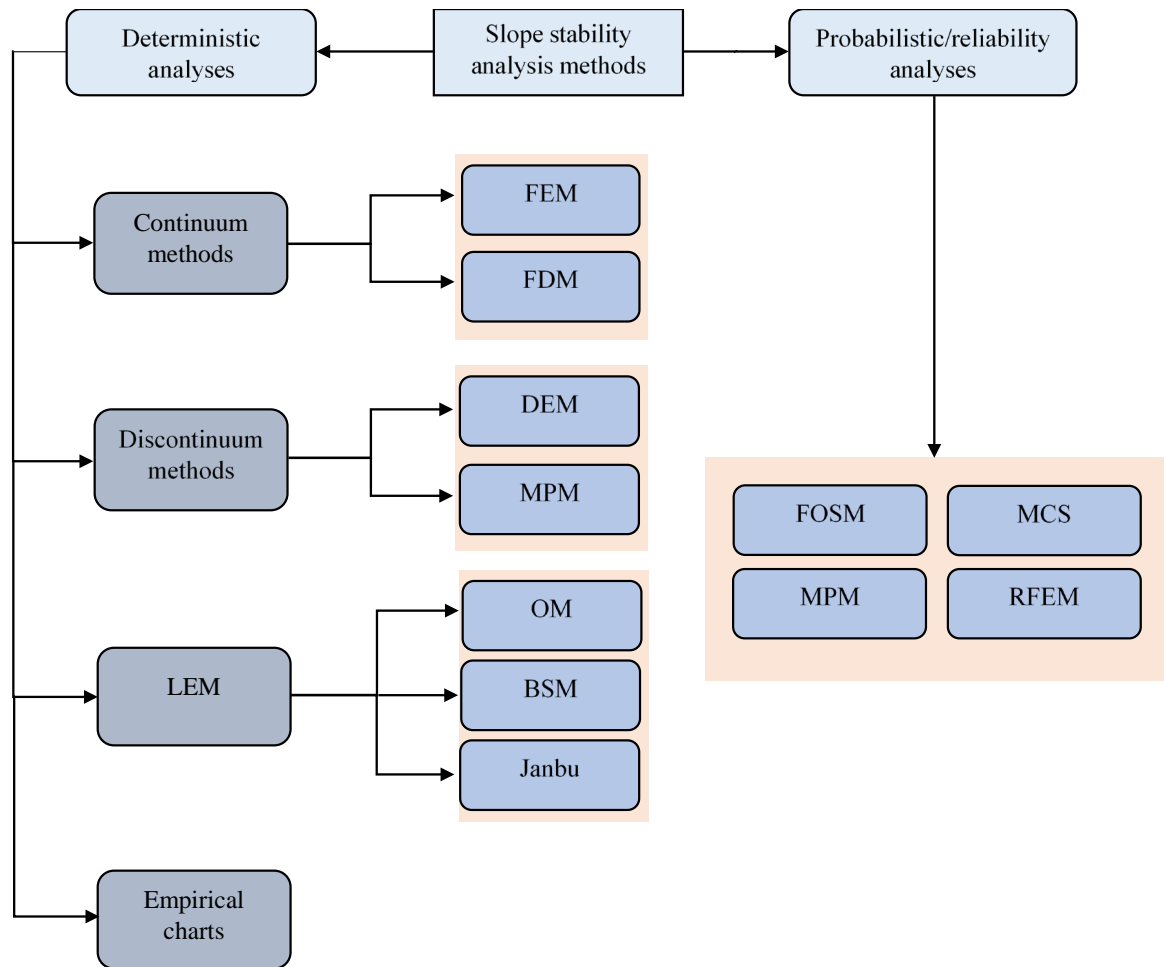 Deterministic
analyses
Slope stability
analysis methods
Probabilistic/reliability
analyses
Continuum
methods
FEM
FDM
Discontinuum
methods
DEM
MPM
FOSM
MCS
MPM
RFEM
LEM
OM
BSM
Janbu
Empirical
charts